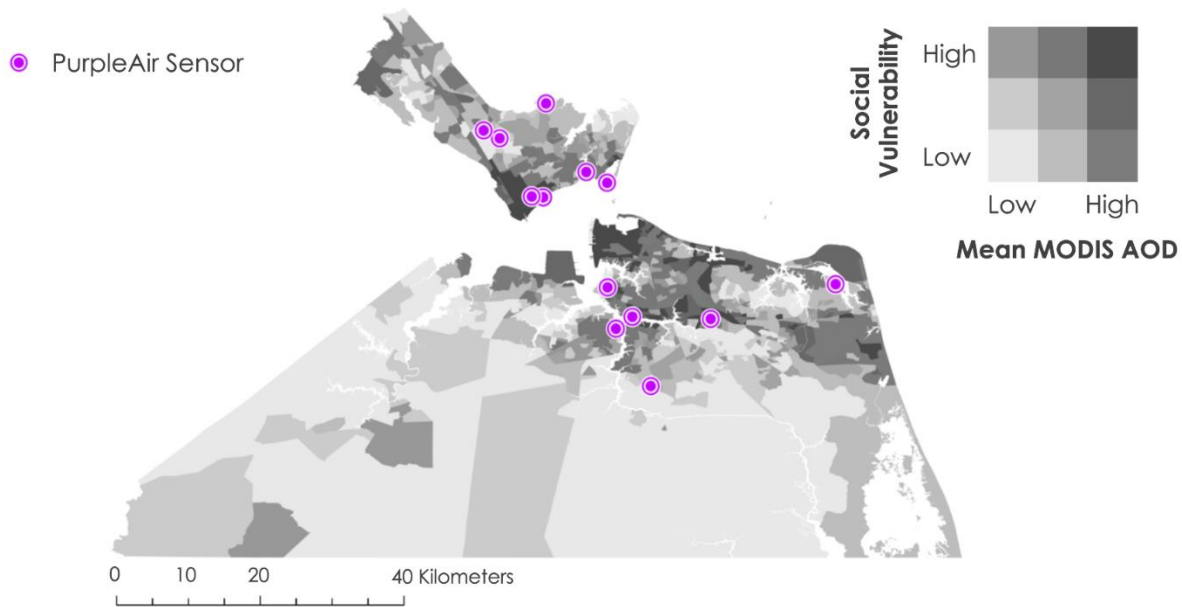 PurpleAir Sensor
Social
Vulnerability
High
Low
Low High
Mean MODIS AOD
0 10 20 40 Kilometers